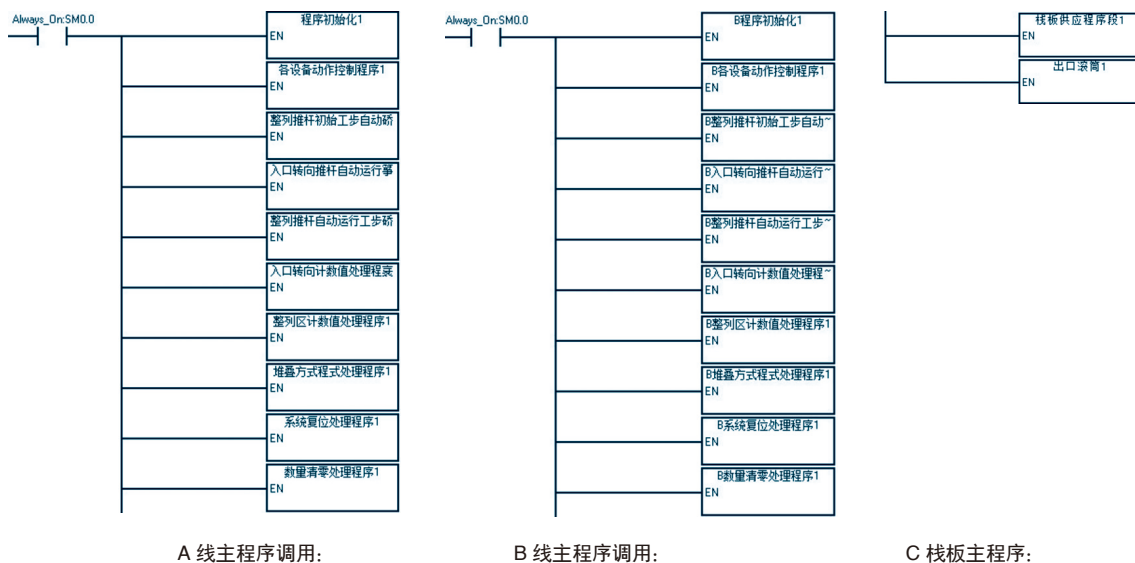 Always_On:SM0.0
程序初始化1
EN
各设备动作控制程序1
EN
整列推杆初始工步自动硚
EN
入口转向推杆自动运行搴
EN
整列推杆自动运行工步硚
EN
入口转向计数值处理程裛
EN
整列区计数值处理程序1
EN
堆叠方式程式处理程序1
EN
系统复位处理程序1
EN
数量清零处理程序1
EN
A 线主程序调用:
Always_On:SM0.0
B程序初始化1
EN
B各设备动作控制程序1
EN
B整列推杆初始工步自动~
EN
B入口转向推杆自动运行~
EN
B整列推杆自动运行工步~
EN
B入口转向计数值处理程~
EN
B整列区计数值处理程序1
EN
B堆叠方式程式处理程序1
EN
B系统复位处理程序1
EN
B数量清零处理程序1
EN
B 线主程序调用:
栈板供应程序段1
EN
出口滚筒1
EN
C 栈板主程序: